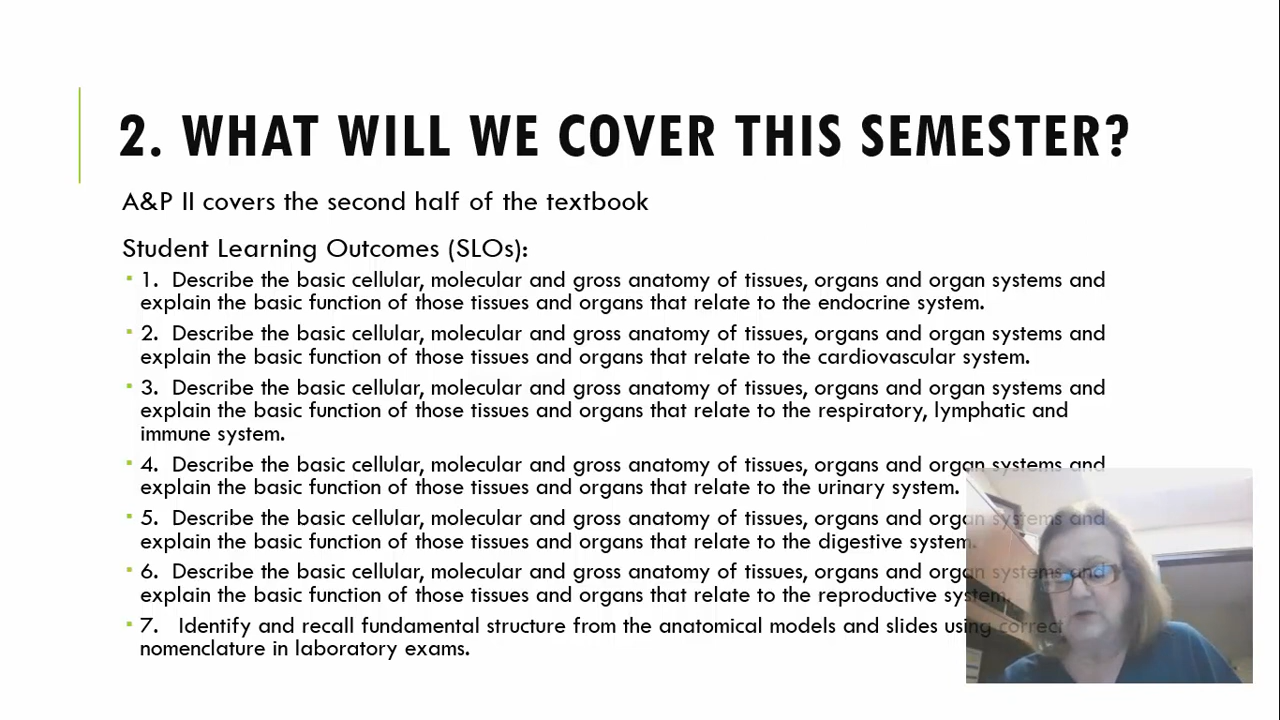 2. WHAT WILL WE COVER THIS SEMESTER?
A&P II covers the second half of the textbook
Student Learning Outcomes (SLOs):
1. Describe the basic cellular, molecular and gross anatomy of tissues, organs and organ systems and
explain the basic function of those tissues and organs that relate to the endocrine system.
2. Describe the basic cellular, molecular and gross anatomy of tissues, organs and organ systems and
explain the basic function of those tissues and organs that relate to the cardiovascular system.
3. Describe the basic cellular, molecular and gross anatomy of tissues, organs and organ systems and
explain the basic function of those tissues and organs that relate to the respiratory, lymphatic and
immune system.
4. Describe the basic cellular, molecular and gross anatomy of tissues, organs and organ systems and
explain the basic function of those tissues and organs that relate to the urinary system.
5. Describe the basic cellular, molecular and gross anatomy of tissues, organs and organ systems and
explain the basic function of those tissues and organs that relate to the digestive system.
6. Describe the basic cellular, molecular and gross anatomy of tissues, organs and organ systems and
explain the basic function of those tissues and organs that relate to the reproductive system.
7. Identify and recall fundamental structure from the anatomical models and slides using correct
nomenclature in laboratory exams.